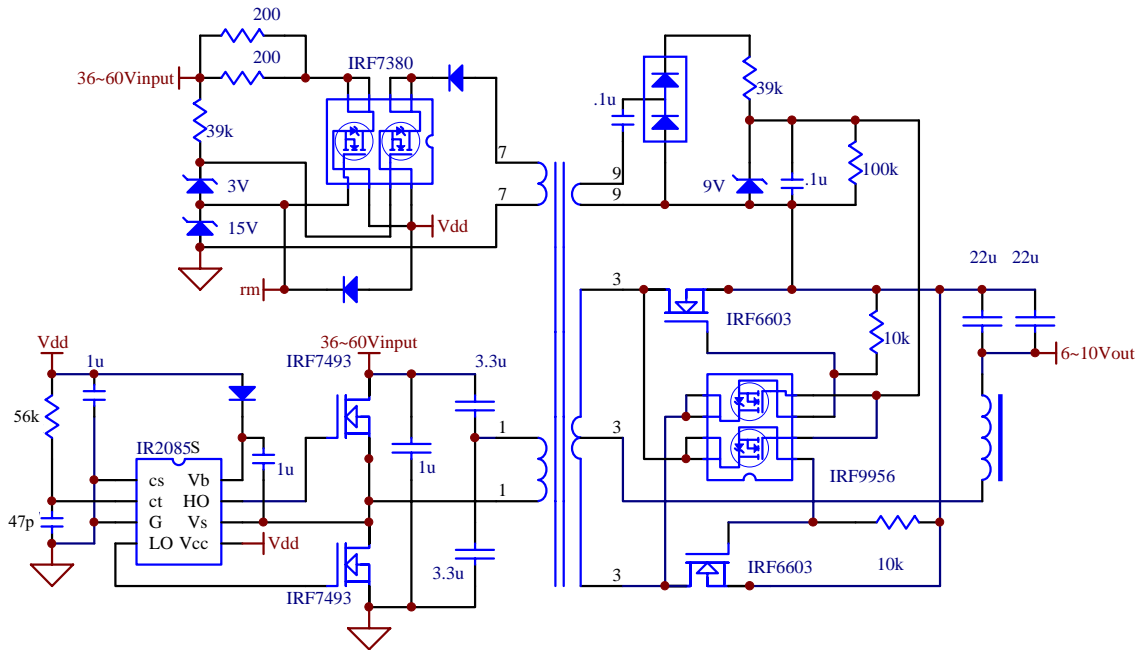 200
200
IRF7380
36~60Vinput
39k
.1u
39k
7
9
3V
9V
.1u
100k
7
9
15V
Vdd
rm
22u 22u
3
IRF6603
10k
6~10Vout
Vdd
1u
IRF7493
36~60Vinput
3.3u
56k
IR2085S
1u
1u
1
3
cs Vb
ct HO
G Vs
LO Vcc
47p
Vdd
1
IRF9956
3.3u
3
IRF6603
10k
IRF7493